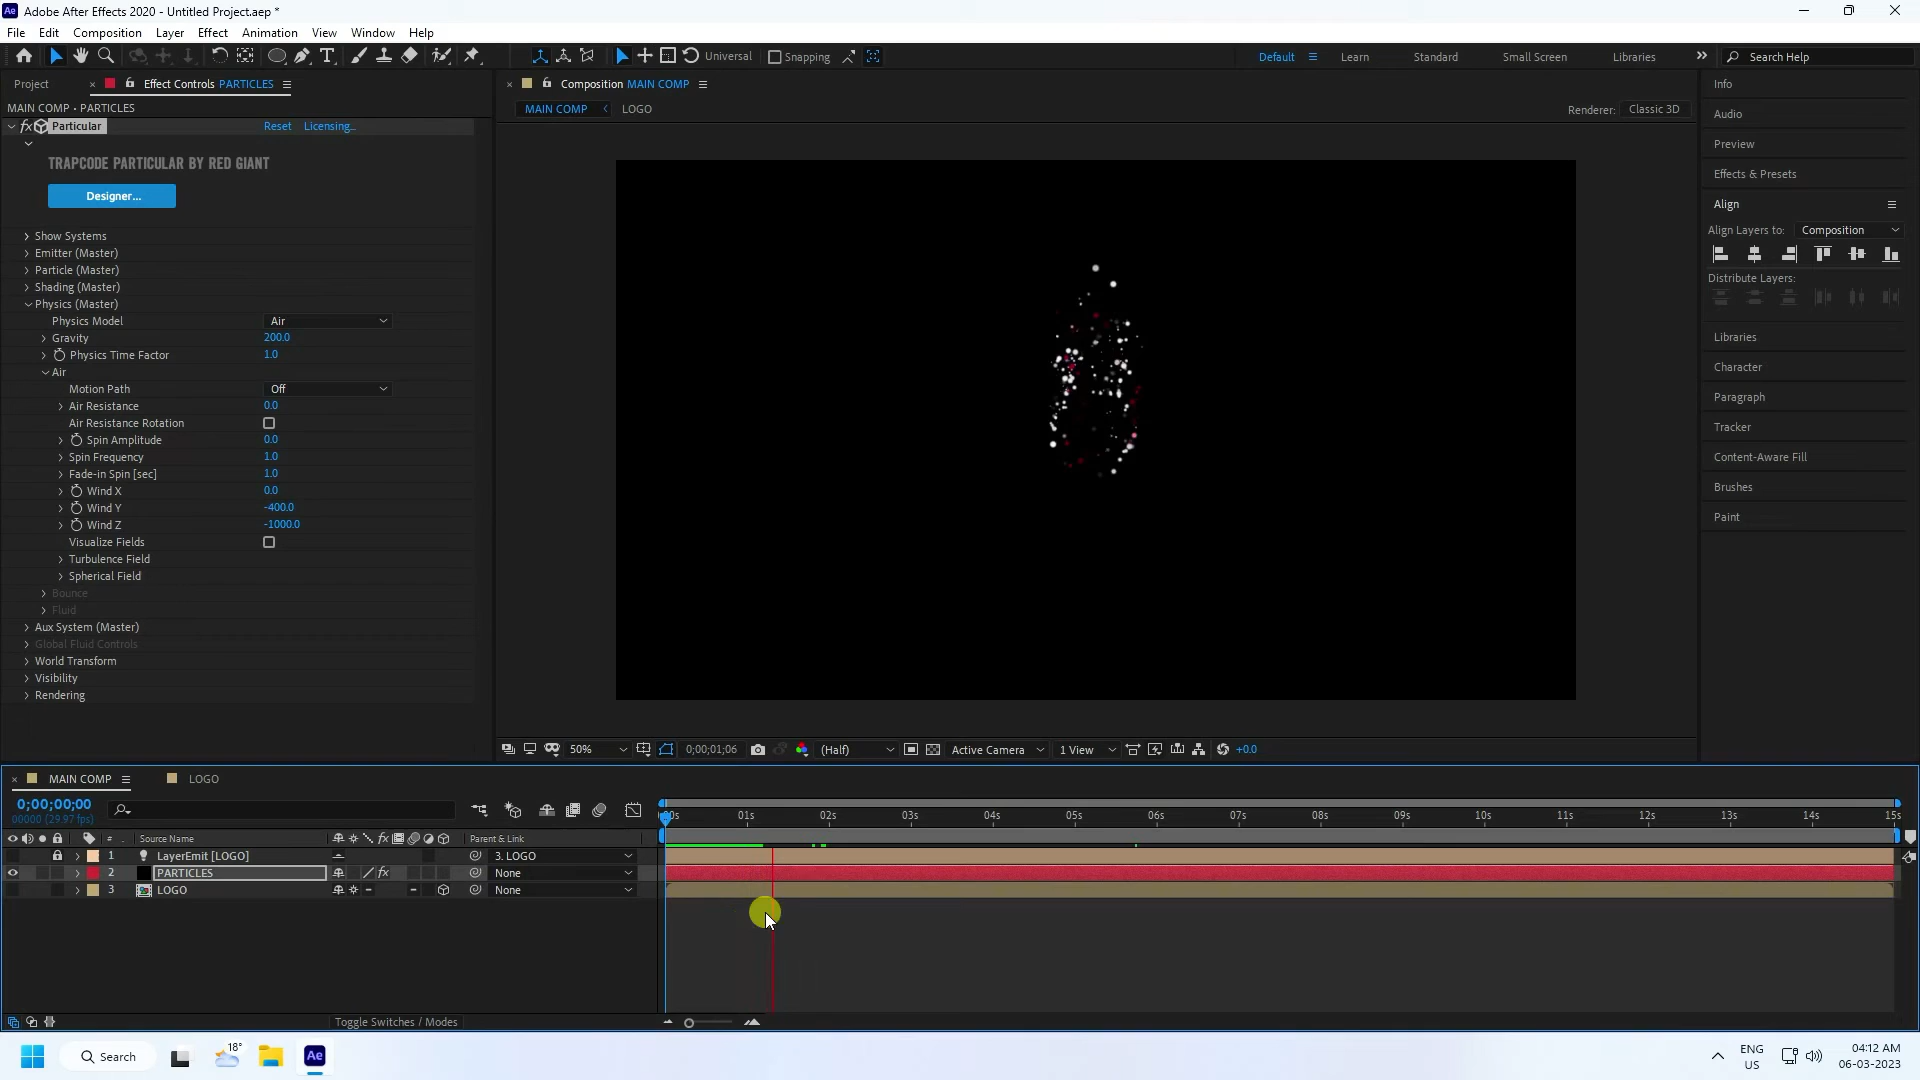 Ae Adobe After Effects 2020 - Untitled Project.aep *
File Edit Composition Layer Effect Animation View Window Help
Universal Snapping Default Learn Standard Small Screen Libraries Search Help
Project Effect Controls PARTICLES
MAIN COMP • PARTICLES
fx Particular Reset Licensing...
TRAPCODE PARTICULAR BY RED GIANT
Designer...
Show Systems
Emitter (Master)
Particle (Master)
Shading (Master)
Physics (Master)
Physics Model Air
Gravity 200.0
Physics Time Factor 1.0
Air
Motion Path Off
Air Resistance 0.0
Air Resistance Rotation
Spin Amplitude 0.0
Spin Frequency 1.0
Fade-in Spin [sec] 1.0
Wind X 0.0
Wind Y -400.0
Wind Z -1000.0
Visualize Fields
Turbulence Field
Spherical Field
Bounce
Fluid
Aux System (Master)
Global Fluid Controls
World Transform
Visibility
Rendering
Composition MAIN COMP
MAIN COMP LOGO Renderer: Classic 3D
50% 0;00;01;06 (Half) Active Camera 1 View +0.0
Info
Audio
Preview
Effects & Presets
Align
Align Layers to: Composition
Distribute Layers:
Libraries
Character
Paragraph
Tracker
Content-Aware Fill
Brushes
Paint
MAIN COMP LOGO
0;00;00;00
00000 (29.97 fps)
# Source Name fx Parent & Link
1 LayerEmit [LOGO] 3. LOGO
2 PARTICLES fx None
3 LOGO None
0s 01s 02s 03s 04s 05s 06s 07s 08s 09s 10s 11s 12s 13s 14s 15s
Toggle Switches / Modes
Search 18° Ae
ENG
US
04:12 AM
06-03-2023